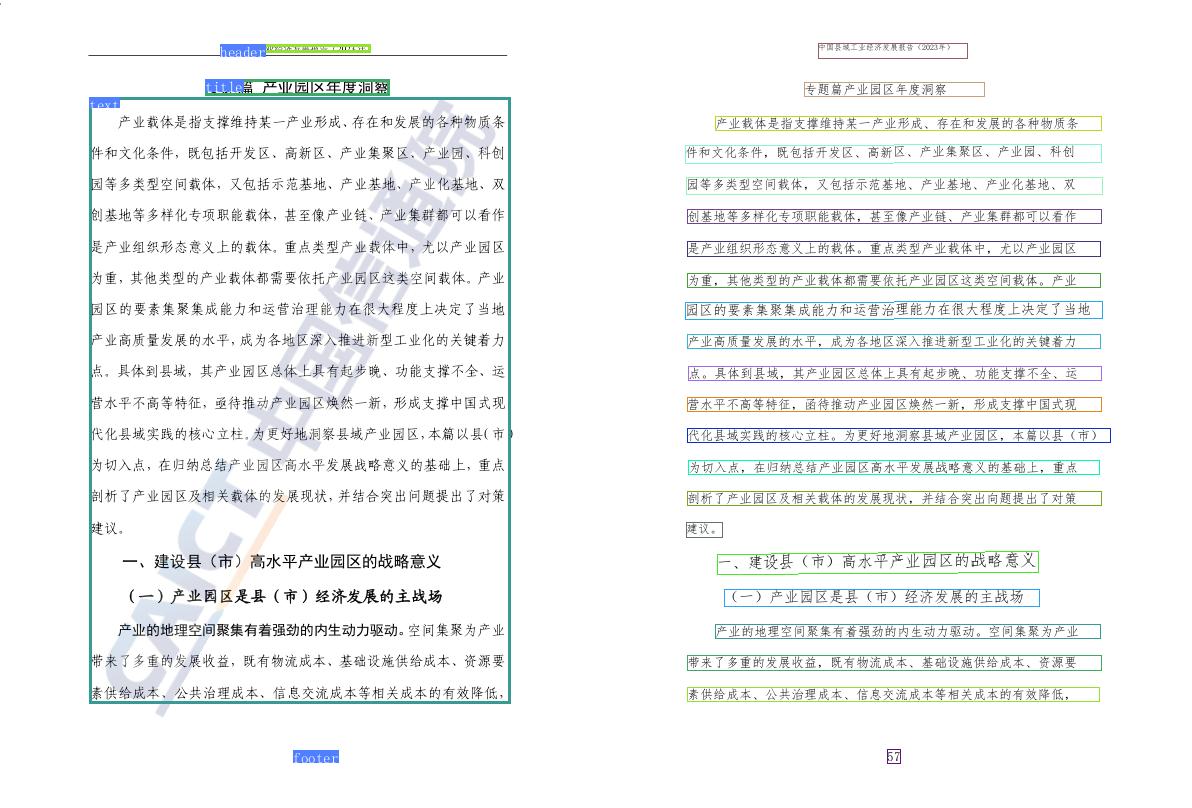 header
title 篇 产业园区年度洞察
text
产业载体是指支撑维持某一产业形成、存在和发展的各种物质条
件和文化条件，既包括开发区、高新区、产业集聚区、产业园、科创
园等多类型空间载体，又包括示范基地、产业基地、产业化基地、双
创基地等多样化专项职能载体，甚至像产业链、产业集群都可以看作
是产业组织形态意义上的载体。重点类型产业载体中，尤以产业园区
为重，其他类型的产业载体都需要依托产业园区这类空间载体。产业
园区的要素集聚集成能力和运营治理能力在很大程度上决定了当地
产业高质量发展的水平，成为各地区深入推进新型工业化的关键着力
点。具体到县域，其产业园区总体上具有起步晚、功能支撑不全、运
营水平不高等特征，亟待推动产业园区焕然一新，形成支撑中国式现
代化县域实践的核心立柱。为更好地洞察县域产业园区，本篇以县（市）
为切入点，在归纳总结产业园区高水平发展战略意义的基础上，重点
剖析了产业园区及相关载体的发展现状，并结合突出问题提出了对策
建议。
一、建设县（市）高水平产业园区的战略意义
（一）产业园区是县（市）经济发展的主战场
产业的地理空间聚集有着强劲的内生动力驱动。空间集聚为产业
带来了多重的发展收益，既有物流成本、基础设施供给成本、资源要
素供给成本、公共治理成本、信息交流成本等相关成本的有效降低，
footer
CAICT 中国信通院
中国县域工业经济发展报告（2023年）
专题篇产业园区年度洞察
产业载体是指支撑维持某一产业形成、存在和发展的各种物质条
件和文化条件，既包括开发区、高新区、产业集聚区、产业园、科创
园等多类型空间载体，又包括示范基地、产业基地、产业化基地、双
创基地等多样化专项职能载体，甚至像产业链、产业集群都可以看作
是产业组织形态意义上的载体。重点类型产业载体中，尤以产业园区
为重，其他类型的产业载体都需要依托产业园区这类空间载体。产业
园区的要素集聚集成能力和运营治理能力在很大程度上决定了当地
产业高质量发展的水平，成为各地区深入推进新型工业化的关键着力
点。具体到县域，其产业园区总体上具有起步晚、功能支撑不全、运
营水平不高等特征，函待推动产业园区焕然一新，形成支撑中国式现
代化县域实践的核心立柱。为更好地洞察县域产业园区，本篇以县（市）
为切入点，在归纳总结产业园区高水平发展战略意义的基础上，重点
剖析了产业园区及相关载体的发展现状，并结合突出向题提出了对策
建议。
一、建设县（市）高水平产业园区的战略意义
（一）产业园区是县（市）经济发展的主战场
产业的地理空间聚集有着强劲的内生动力驱动。空间集聚为产业
带来了多重的发展收益，既有物流成本、基础设施供给成本、资源要
素供给成本、公共治理成本、信息交流成本等相关成本的有效降低，
57